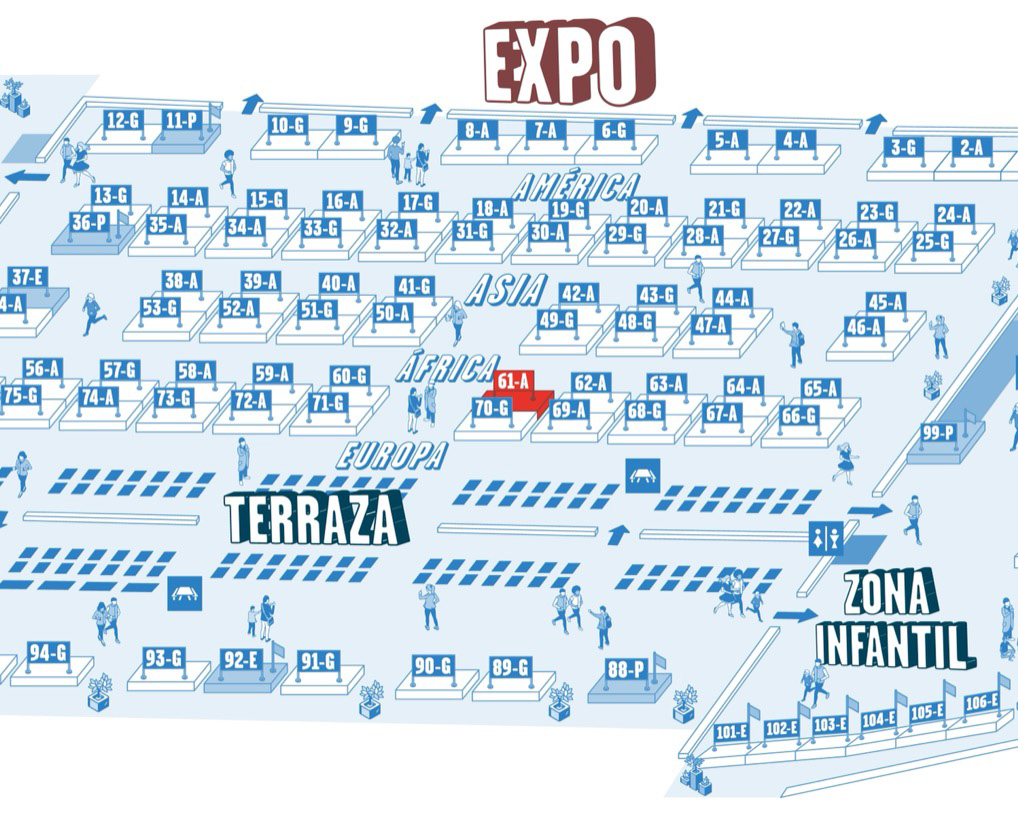 EXPO
12-G 11-P 10-G 9-G 8-A 7-A 6-G 5-A 4-A 3-G 2-A
AMÉRICA
13-G 14-A 15-G 16-A 17-G 18-A 19-G 20-A 21-G 22-A 23-G 24-A
36-P 35-A 34-A 33-G 32-A 31-G 30-A 29-G 28-A 27-G 26-A 25-G
ASIA
37-E 38-A 39-A 40-A 41-G 42-A 43-G 44-A 45-A
4-A 53-G 52-A 51-G 50-A 49-G 48-G 47-A 46-A
ÁFRICA
56-A 57-G 58-A 59-A 60-G 61-A 62-A 63-A 64-A 65-A
75-G 74-A 73-G 72-A 71-G 70-G 69-A 68-G 67-A 66-G
99-P
EUROPA
TERRAZA
ZONA
INFANTIL
94-G 93-G 92-E 91-G 90-G 89-G 88-P
101-E 102-E 103-E 104-E 105-E 106-E